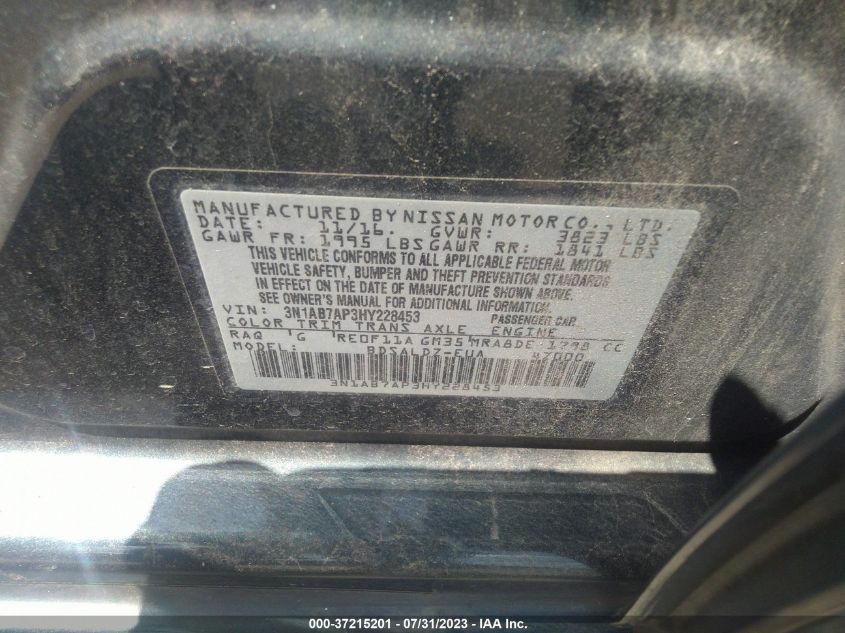 MANUFACTURED BY NISSAN MOTOR CO., LTD.
DATE: 11/16. GVWR: 3823 LBS
GAWR FR: 1995 LBS GAWR RR: 1841 LBS
THIS VEHICLE CONFORMS TO ALL APPLICABLE FEDERAL MOTOR
VEHICLE SAFETY, BUMPER AND THEFT PREVENTION STANDARDS
IN EFFECT ON THE DATE OF MANUFACTURE SHOWN ABOVE.
SEE OWNER'S MANUAL FOR ADDITIONAL INFORMATION.
VIN: 3N1AB7AP3HY228453 PASSENGER CAR
COLOR TRIM TRANS AXLE ENGINE
RAQ G RE0F11A GM35 MRA8DE 1798 CC
MODEL: BDSALDZ-EUA
3N1AB7AP3HY228453
000-37215201 - 07/31/2023 - © IAA Inc.